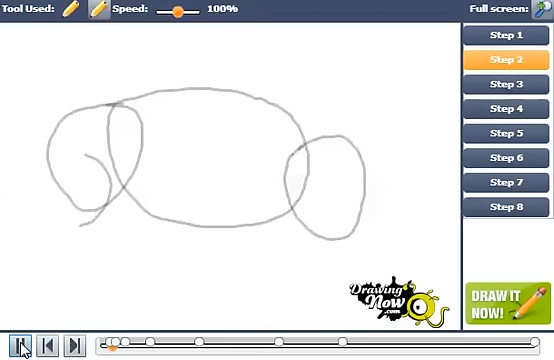 Tool Used: Speed: 100% Full screen:
Step 1
Step 2
Step 3
Step 4
Step 5
Step 6
Step 7
Step 8
Drawing
Now.com
DRAW IT
NOW!